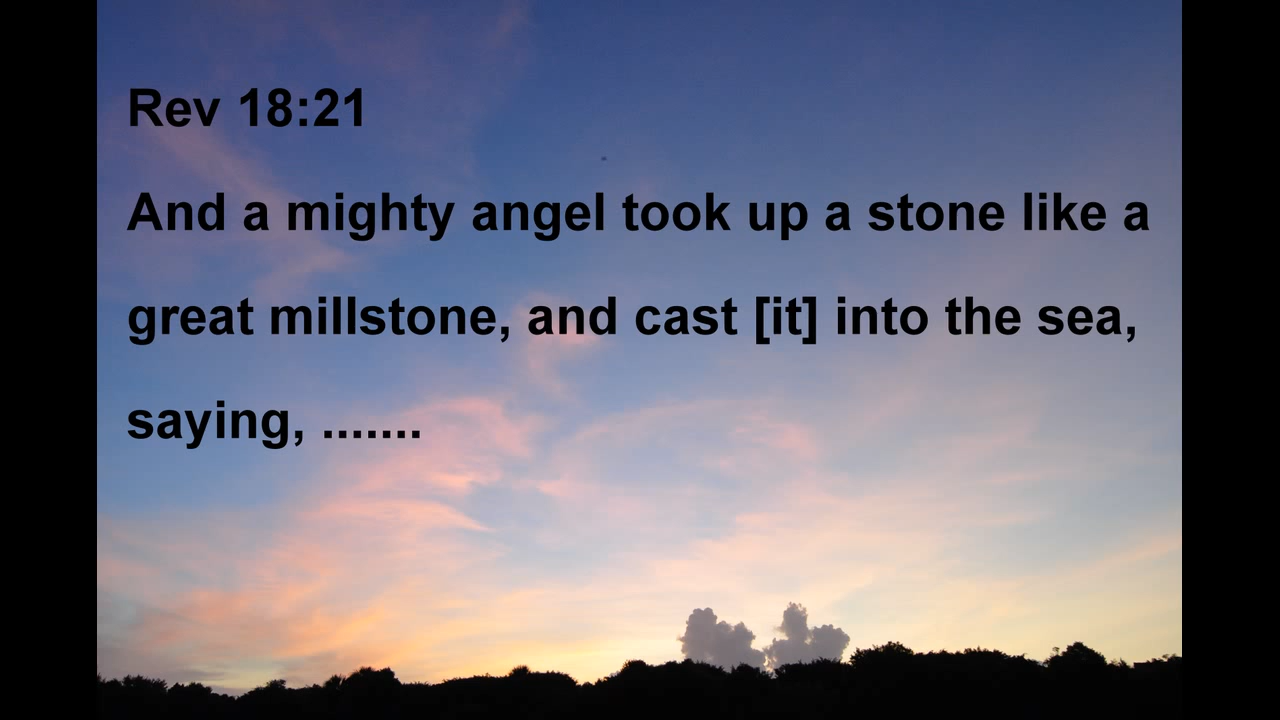 Rev 18:21
And a mighty angel took up a stone like a
great millstone, and cast [it] into the sea,
saying, .......